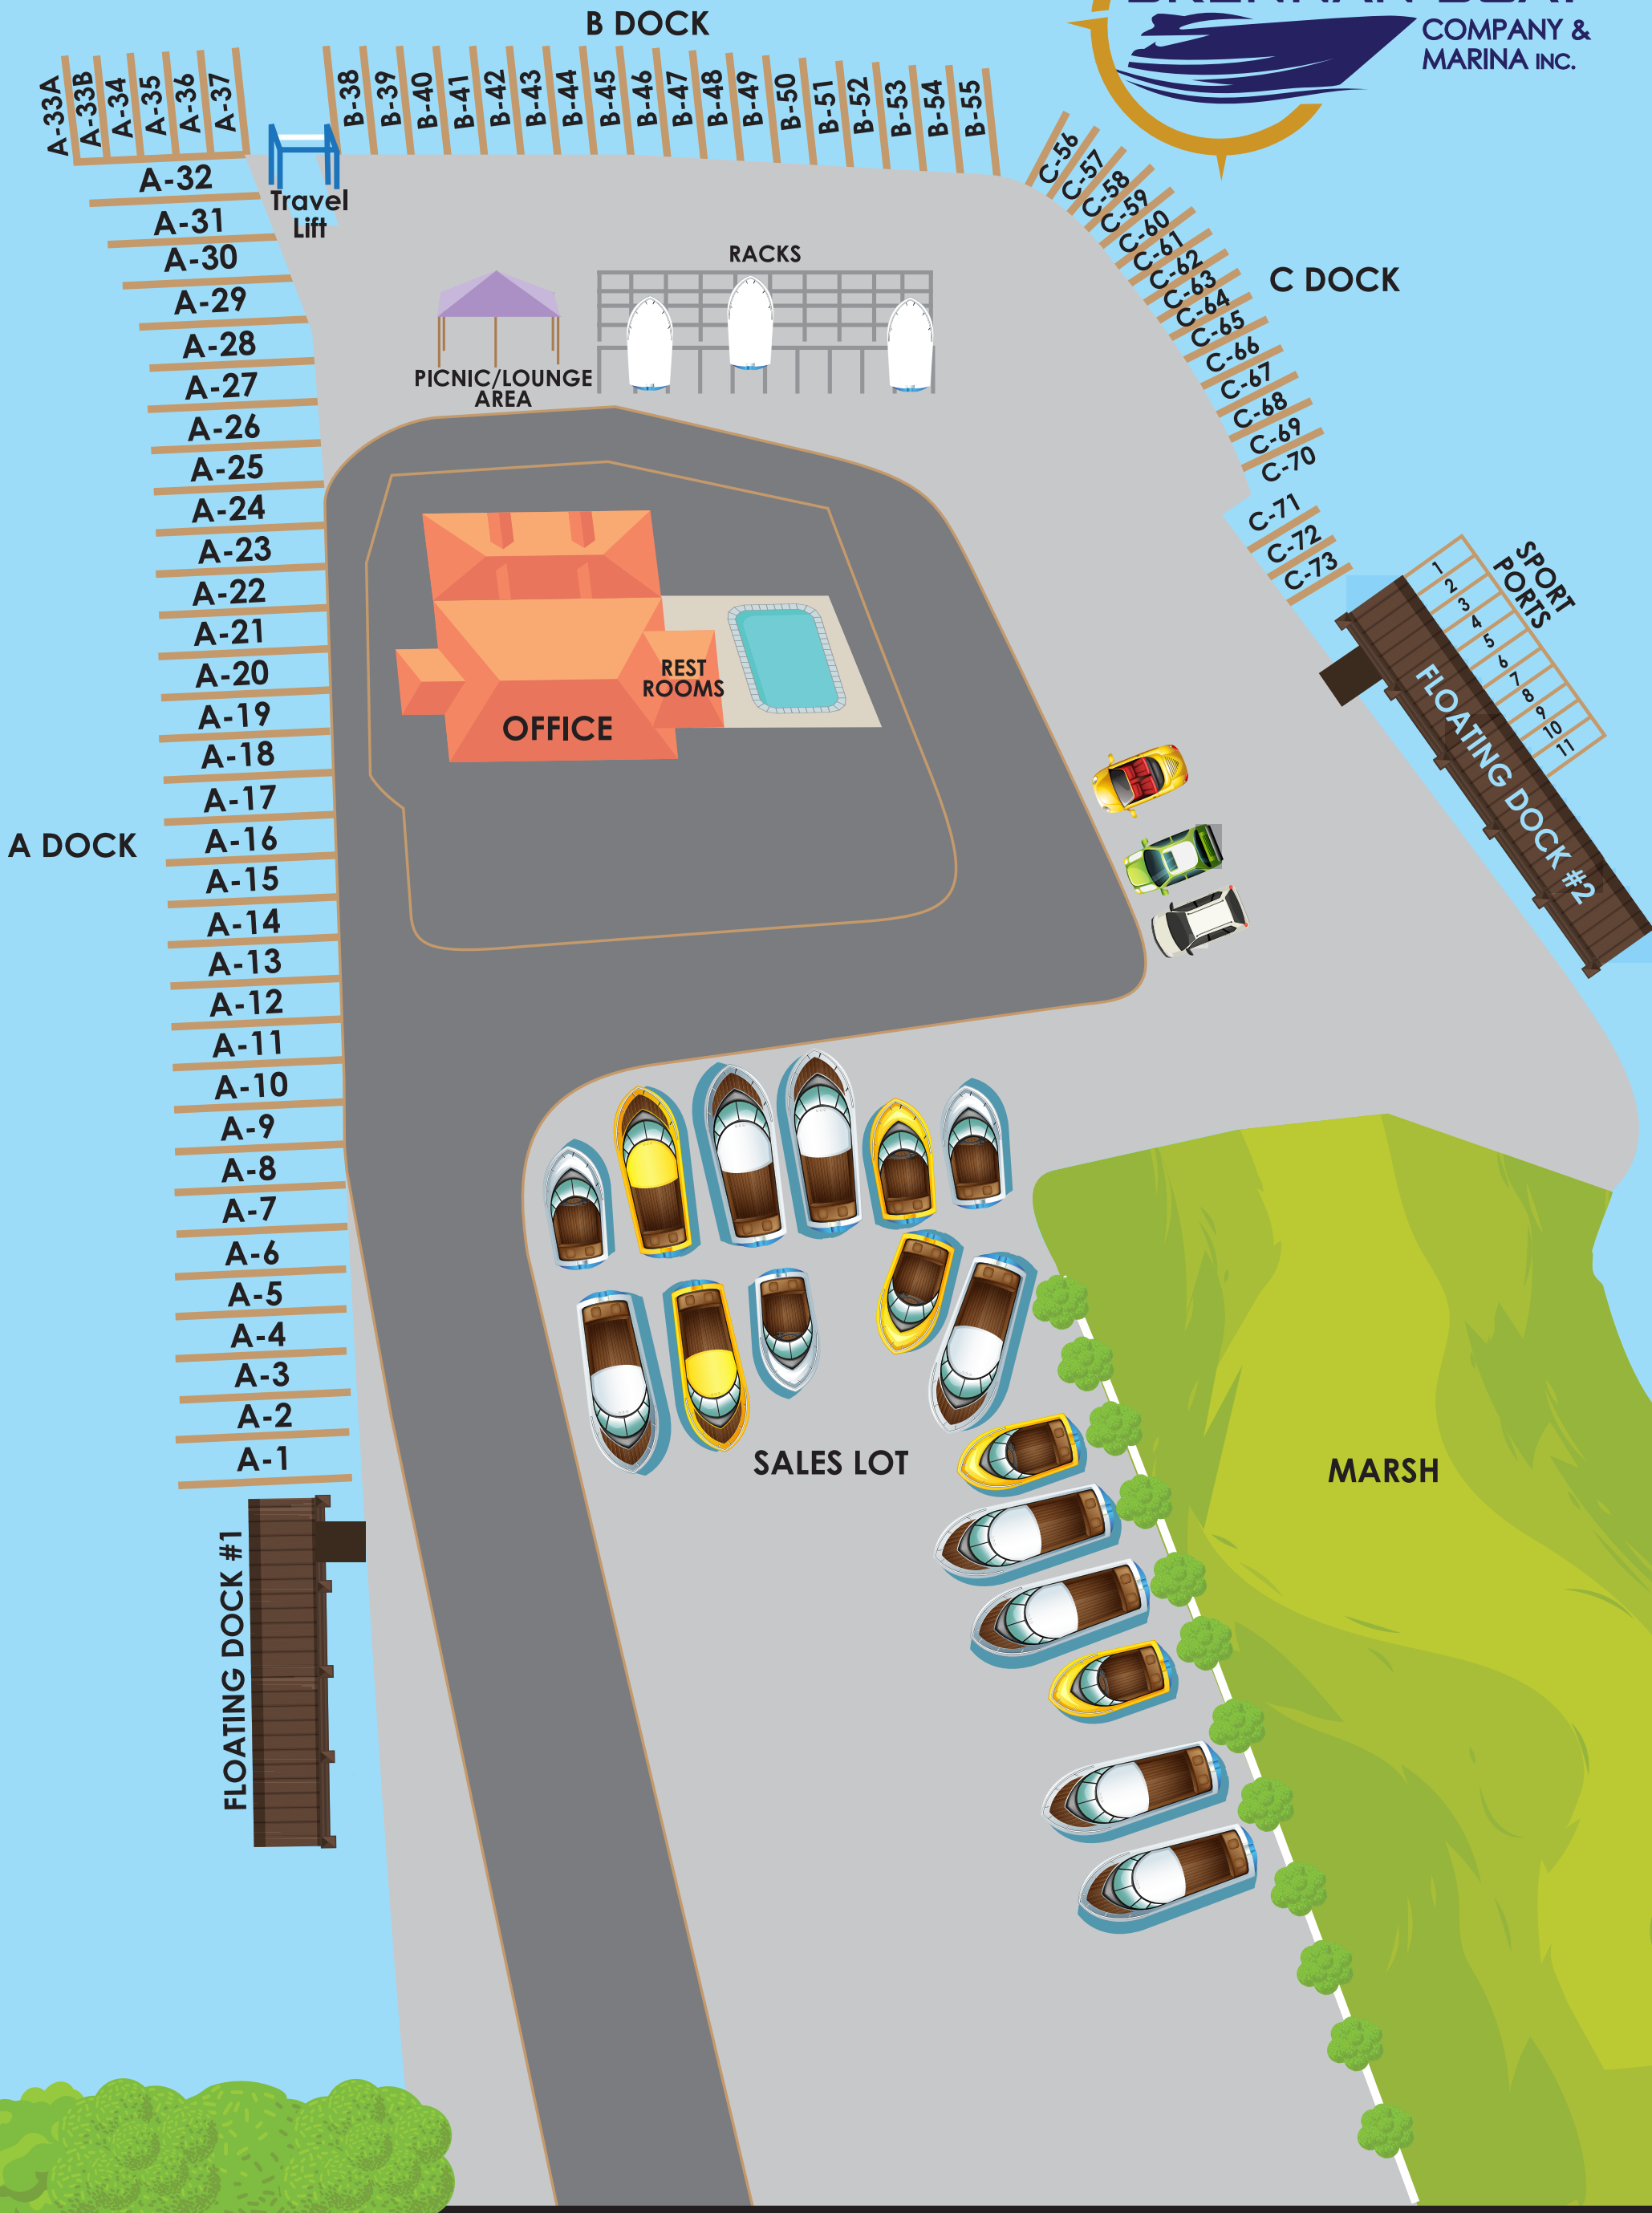 BRENNAN BOAT
COMPANY &
MARINA INC.
B DOCK
A-33A
A-33B
A-34
A-35
A-36
A-37
B-38
B-39
B-40
B-41
B-42
B-43
B-44
B-45
B-46
B-47
B-48
B-49
B-50
B-51
B-52
B-53
B-54
B-55
C-56
C-57
C-58
C-59
C-60
C-61
C-62
C-63
C-64
C-65
C-66
C-67
C-68
C-69
C-70
C-71
C-72
C-73
C DOCK
Travel
Lift
RACKS
PICNIC/LOUNGE
AREA
A-32
A-31
A-30
A-29
A-28
A-27
A-26
A-25
A-24
A-23
A-22
A-21
A-20
A-19
A-18
A-17
A-16
A-15
A-14
A-13
A-12
A-11
A-10
A-9
A-8
A-7
A-6
A-5
A-4
A-3
A-2
A-1
A DOCK
REST
ROOMS
OFFICE
SPORT
PORTS
1
2
3
4
5
6
7
8
9
10
11
FLOATING DOCK #2
SALES LOT
MARSH
FLOATING DOCK #1